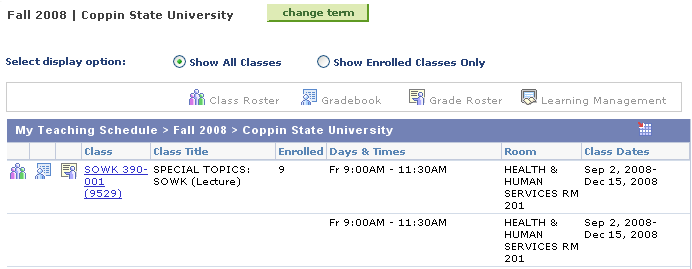 Fall 2008 | Coppin State University change term
Select display option: Show All Classes Show Enrolled Classes Only
Class Roster Gradebook Grade Roster Learning Management
My Teaching Schedule > Fall 2008 > Coppin State University
Class Class Title Enrolled Days & Times Room Class Dates
SOWK 390- SPECIAL TOPICS: 9 Fr 9:00AM - 11:30AM HEALTH & Sep 2, 2008-
001 SOWK (Lecture) HUMAN Dec 15, 2008
(9529) SERVICES RM
201
Fr 9:00AM - 11:30AM HEALTH & Sep 2, 2008-
HUMAN Dec 15, 2008
SERVICES RM
201